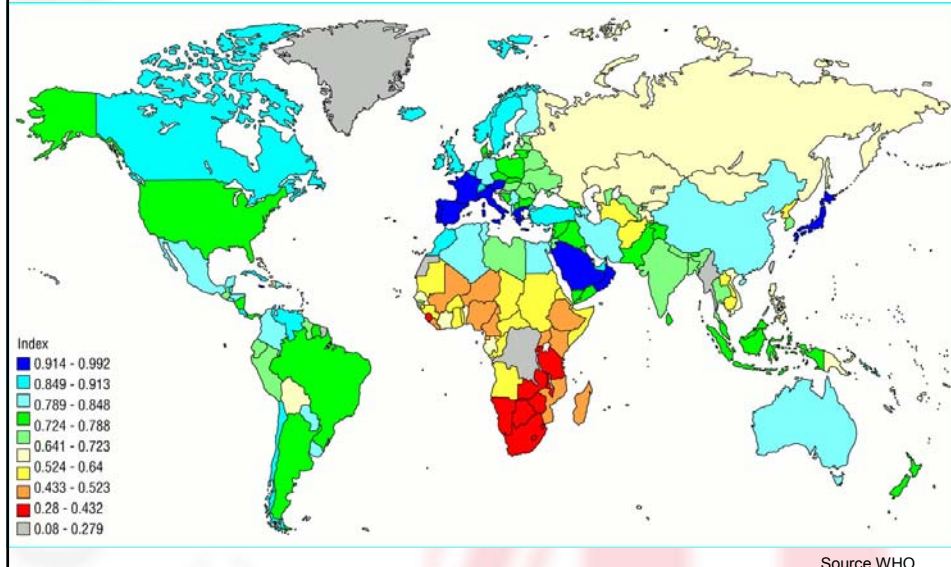 Index
0.914 - 0.992
0.849 - 0.913
0.789 - 0.848
0.724 - 0.788
0.641 - 0.723
0.524 - 0.64
0.433 - 0.523
0.28 - 0.432
0.08 - 0.279
Source WHO